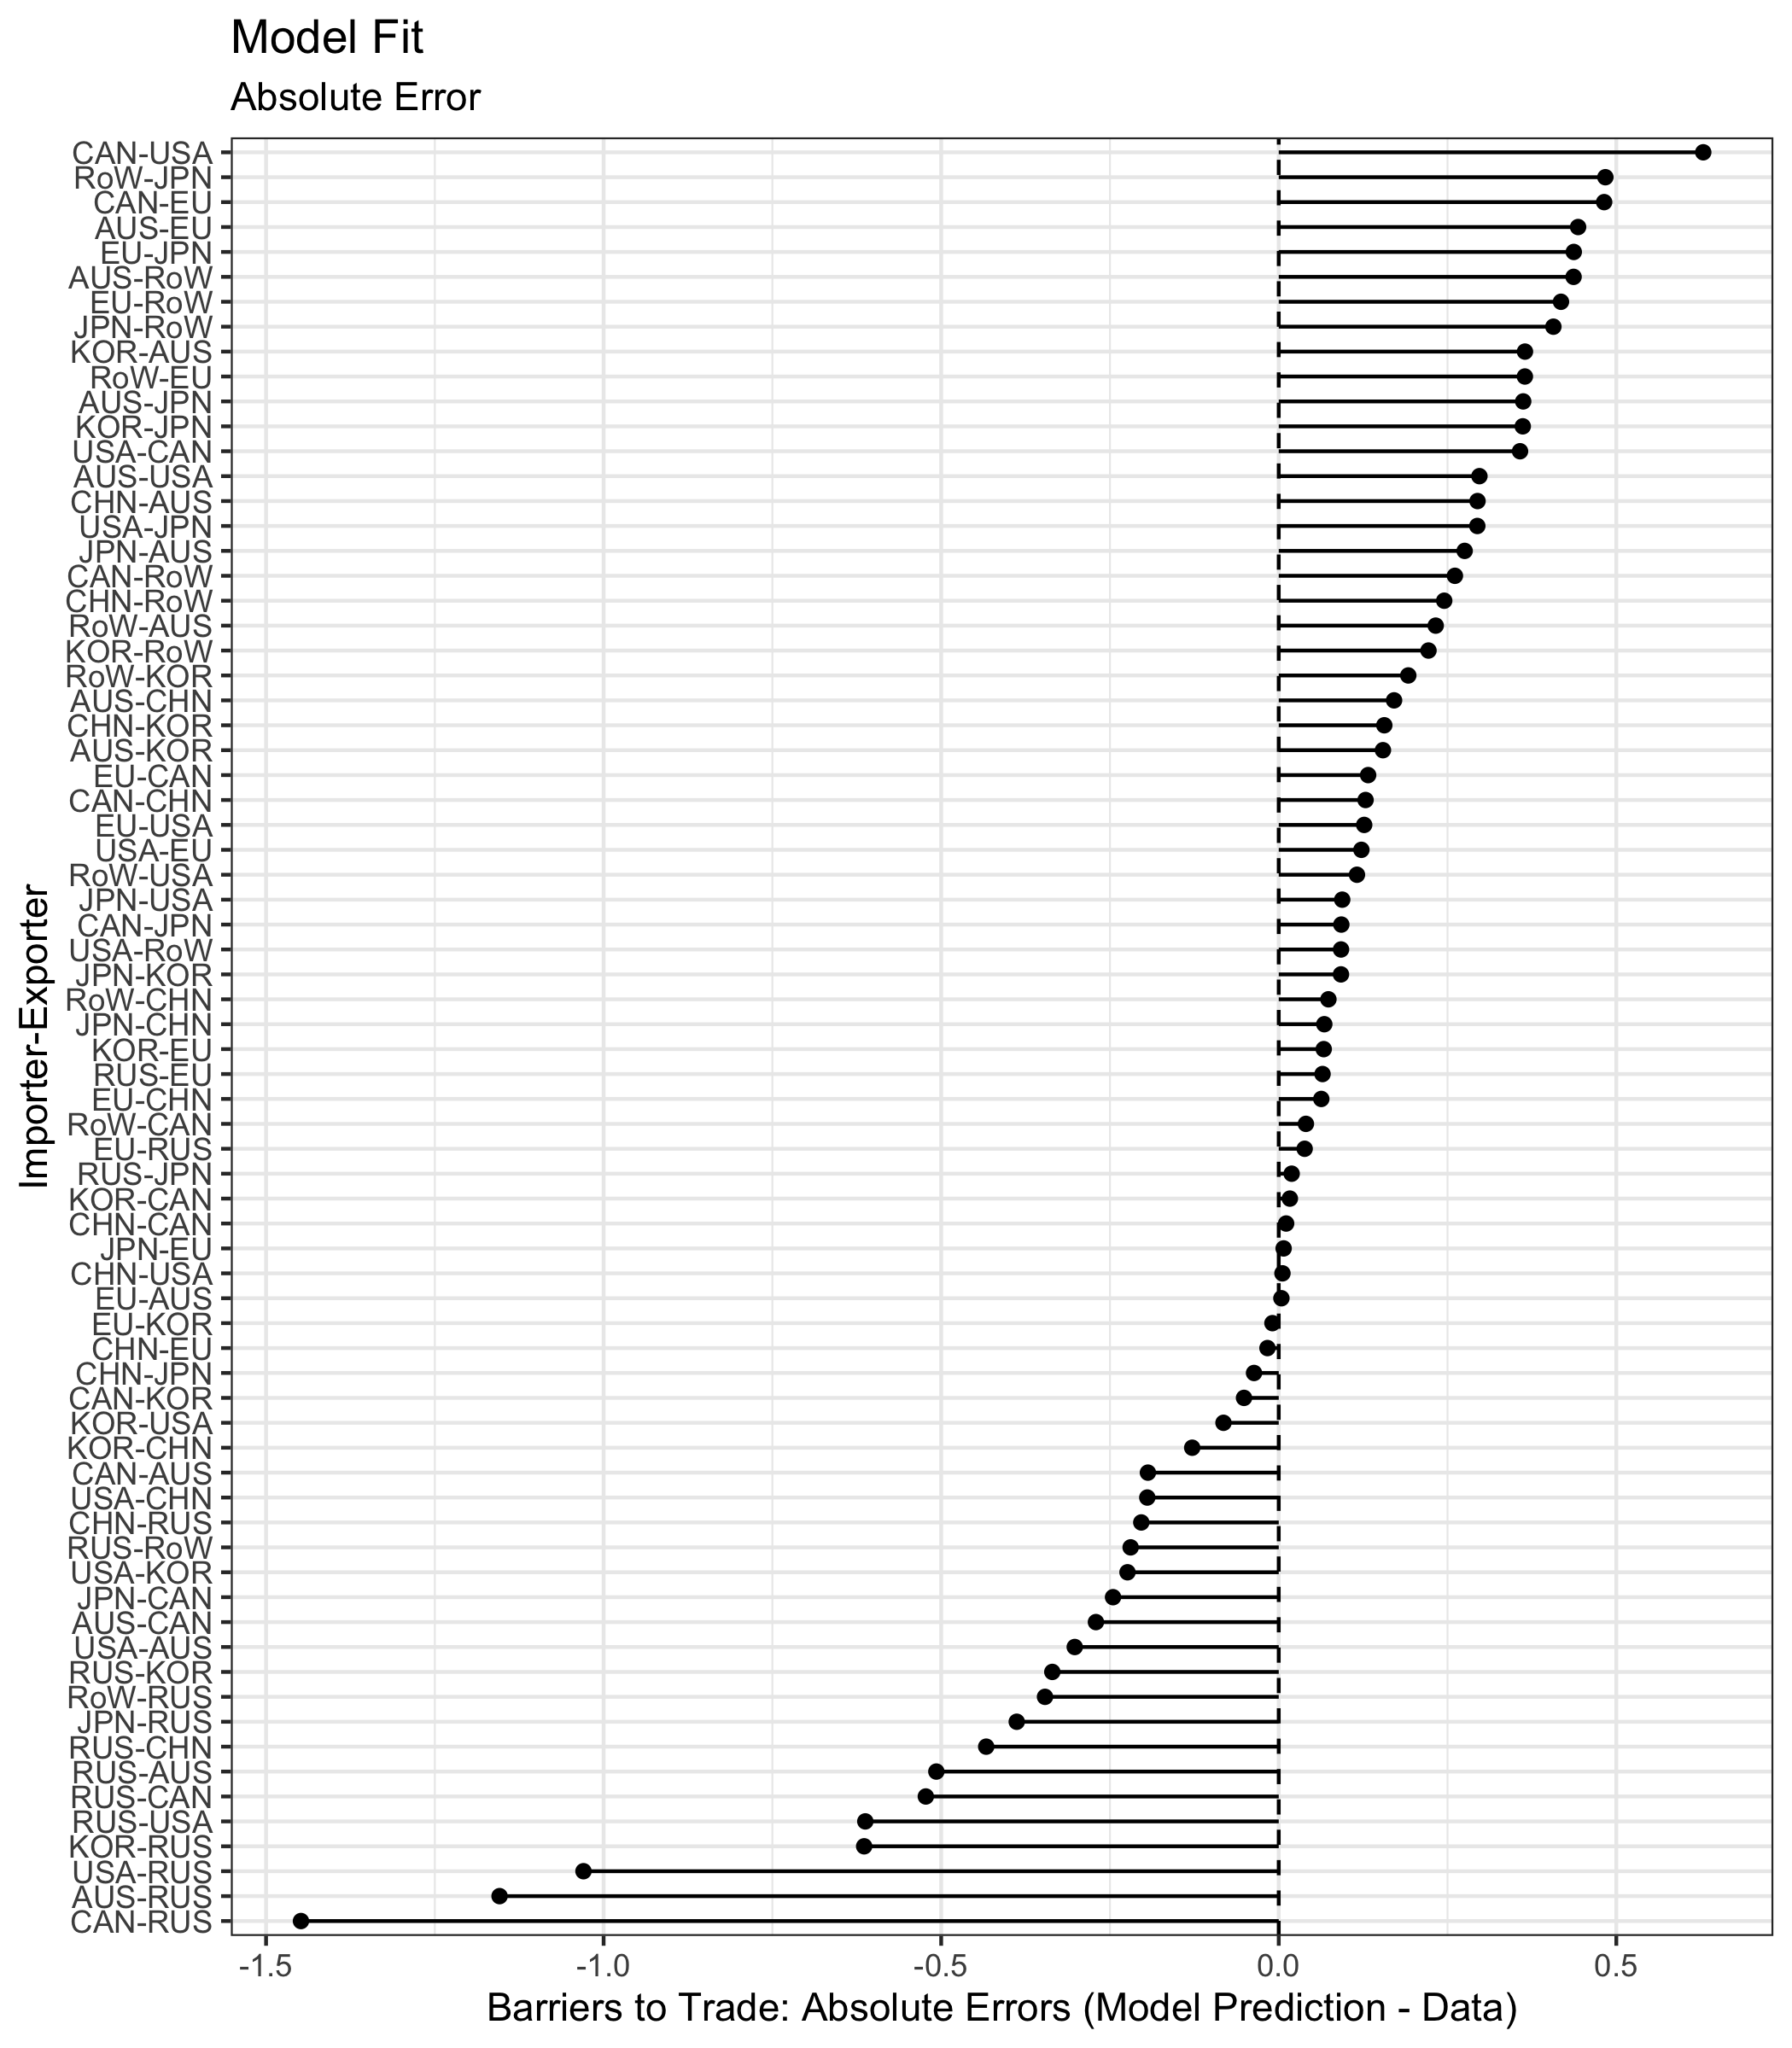 Model Fit
Absolute Error
CAN-USA
RoW-JPN
CAN-EU
AUS-EU
EU-JPN
AUS-RoW
EU-RoW
JPN-RoW
KOR-AUS
RoW-EU
AUS-JPN
KOR-JPN
USA-CAN
AUS-USA
CHN-AUS
USA-JPN
JPN-AUS
CAN-RoW
CHN-RoW
RoW-AUS
KOR-RoW
RoW-KOR
AUS-CHN
CHN-KOR
AUS-KOR
EU-CAN
CAN-CHN
EU-USA
USA-EU
RoW-USA
JPN-USA
CAN-JPN
USA-RoW
JPN-KOR
RoW-CHN
JPN-CHN
KOR-EU
RUS-EU
EU-CHN
RoW-CAN
EU-RUS
RUS-JPN
KOR-CAN
CHN-CAN
JPN-EU
CHN-USA
EU-AUS
EU-KOR
CHN-EU
CHN-JPN
CAN-KOR
KOR-USA
KOR-CHN
CAN-AUS
USA-CHN
CHN-RUS
RUS-RoW
USA-KOR
JPN-CAN
AUS-CAN
USA-AUS
RUS-KOR
RoW-RUS
JPN-RUS
RUS-CHN
RUS-AUS
RUS-CAN
RUS-USA
KOR-RUS
USA-RUS
AUS-RUS
CAN-RUS
Importer-Exporter
-1.5 -1.0 -0.5 0.0 0.5
Barriers to Trade: Absolute Errors (Model Prediction - Data)